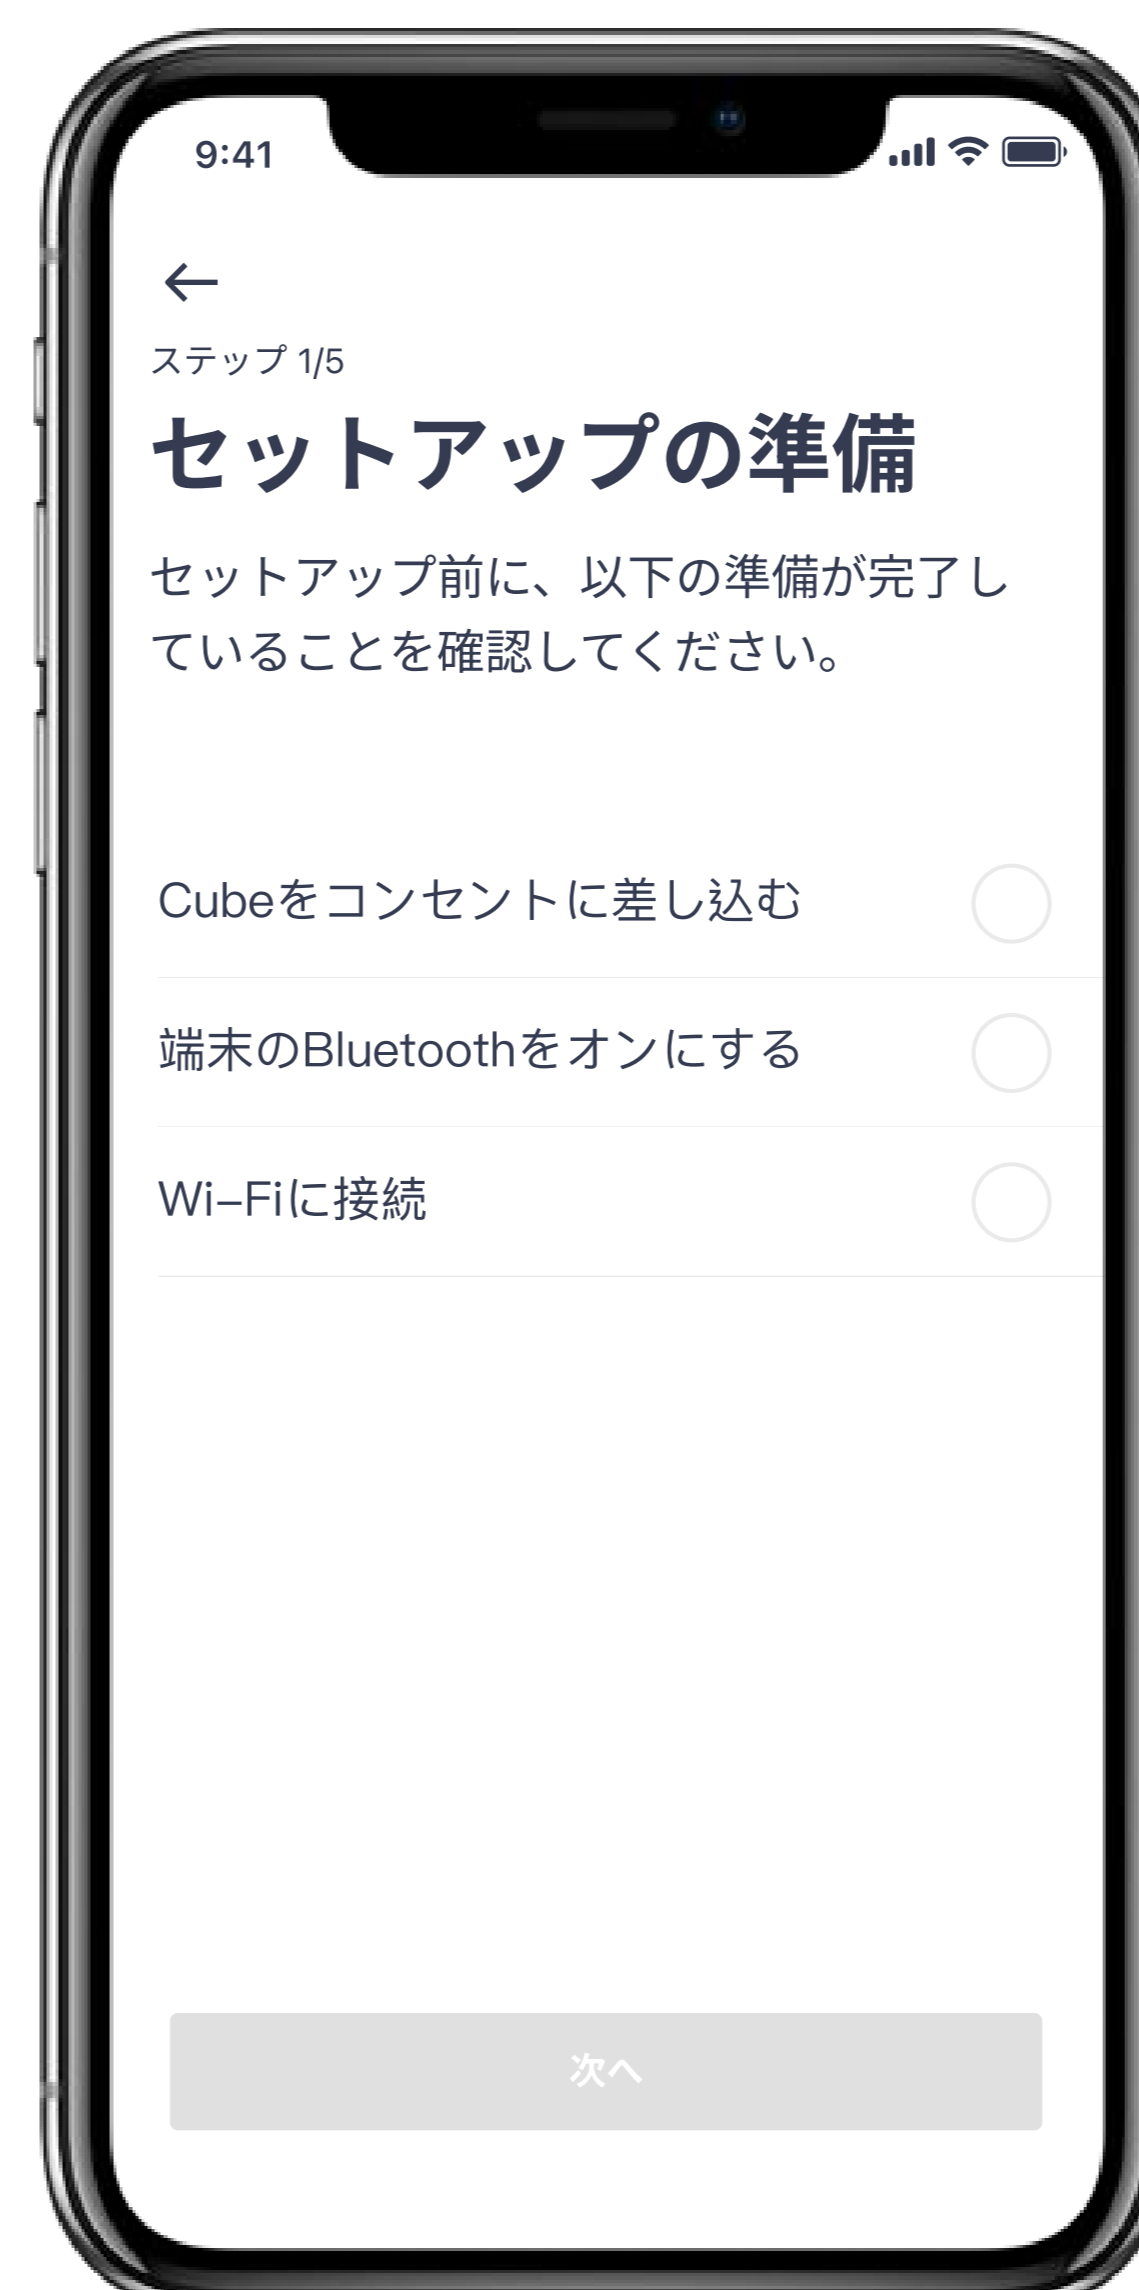 9:41
ステップ 1/5
セットアップの準備
セットアップ前に、以下の準備が完了し
ていることを確認してください。
Cubeをコンセントに差し込む
端末のBluetoothをオンにする
Wi–Fiに接続
次へ